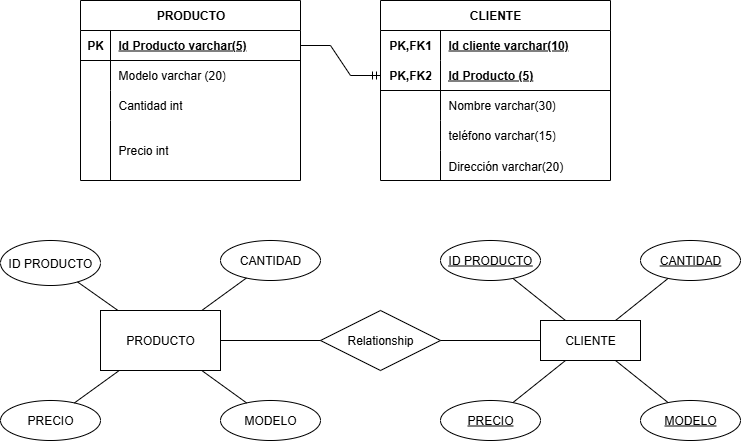 PRODUCTO
PK Id Producto varchar(5)
Modelo varchar (20)
Cantidad int
Precio int
CLIENTE
PK,FK1 Id cliente varchar(10)
PK,FK2 Id Producto (5)
Nombre varchar(30)
teléfono varchar(15)
Dirección varchar(20)
ID PRODUCTO
CANTIDAD
PRODUCTO
PRECIO
MODELO
Relationship
ID PRODUCTO
CANTIDAD
CLIENTE
PRECIO
MODELO